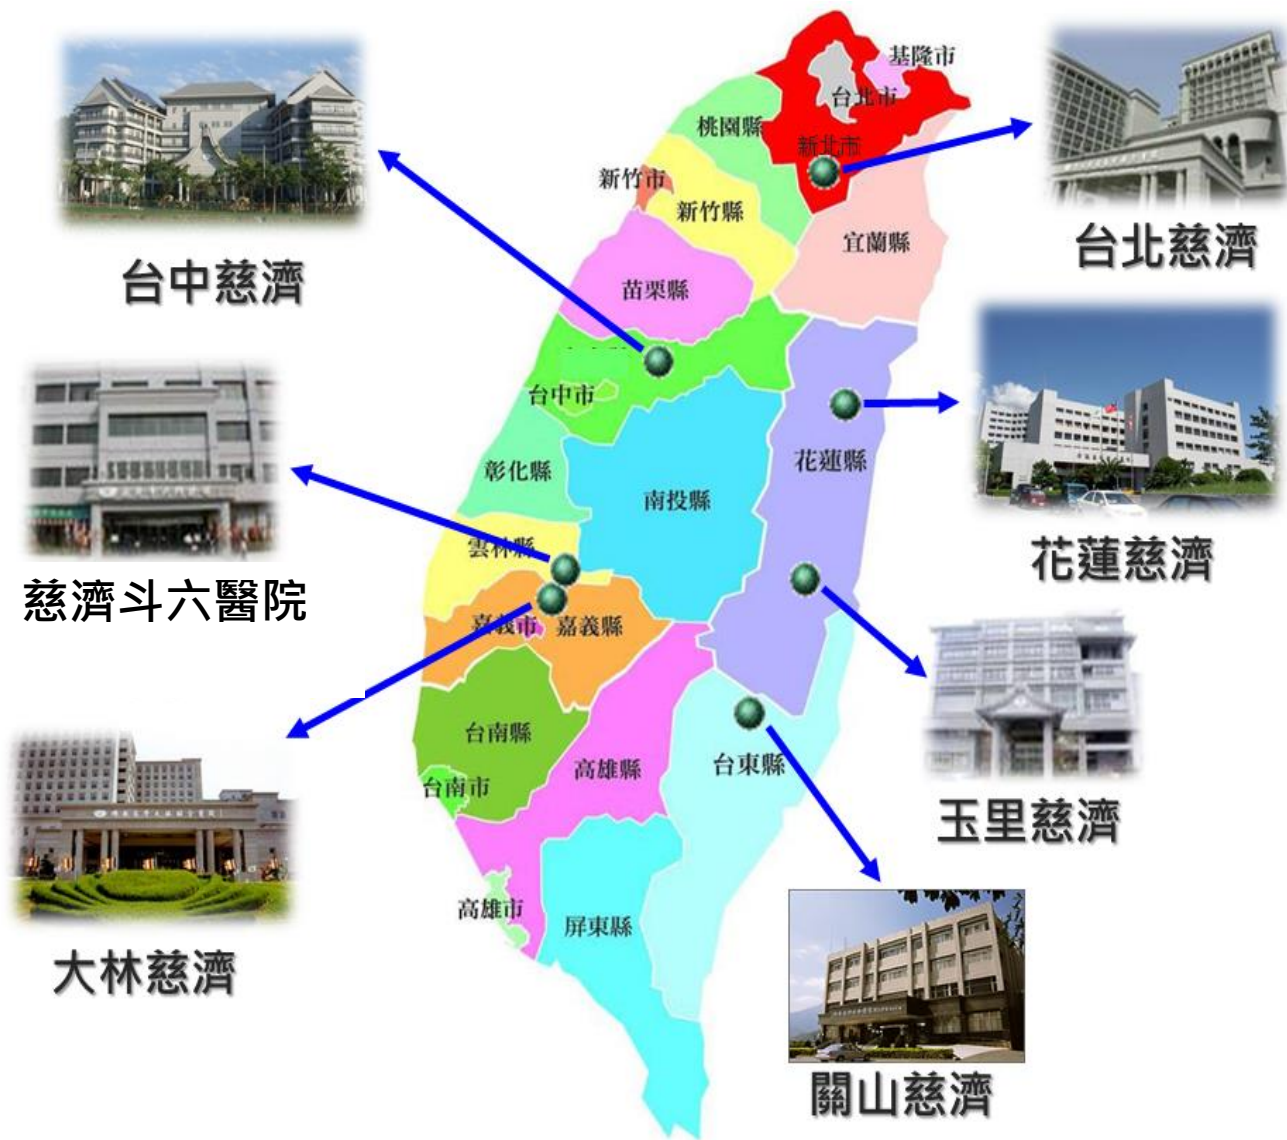 基隆市
台北市
桃園縣
新北市
新竹市
新竹縣
宜蘭縣
苗栗縣
台中市
彰化縣
花蓮縣
南投縣
雲林縣
嘉義市
嘉義縣
台南縣
台南市
高雄縣
台東縣
高雄市
屏東縣
台中慈濟
台北慈濟
慈濟斗六醫院
花蓮慈濟
大林慈濟
玉里慈濟
關山慈濟